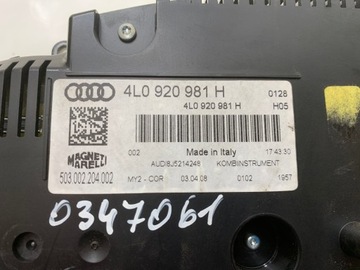 4L0 920 981 H
4L0 920 981 H 0128
H05
002 Made in Italy 17 43:30
AUDI8J5214248 KOMBIINSTRUMENT
MAGNETI
MARELLI
503.002.204.002 MY2 - COR 03.04.08 0102 1957
0347061